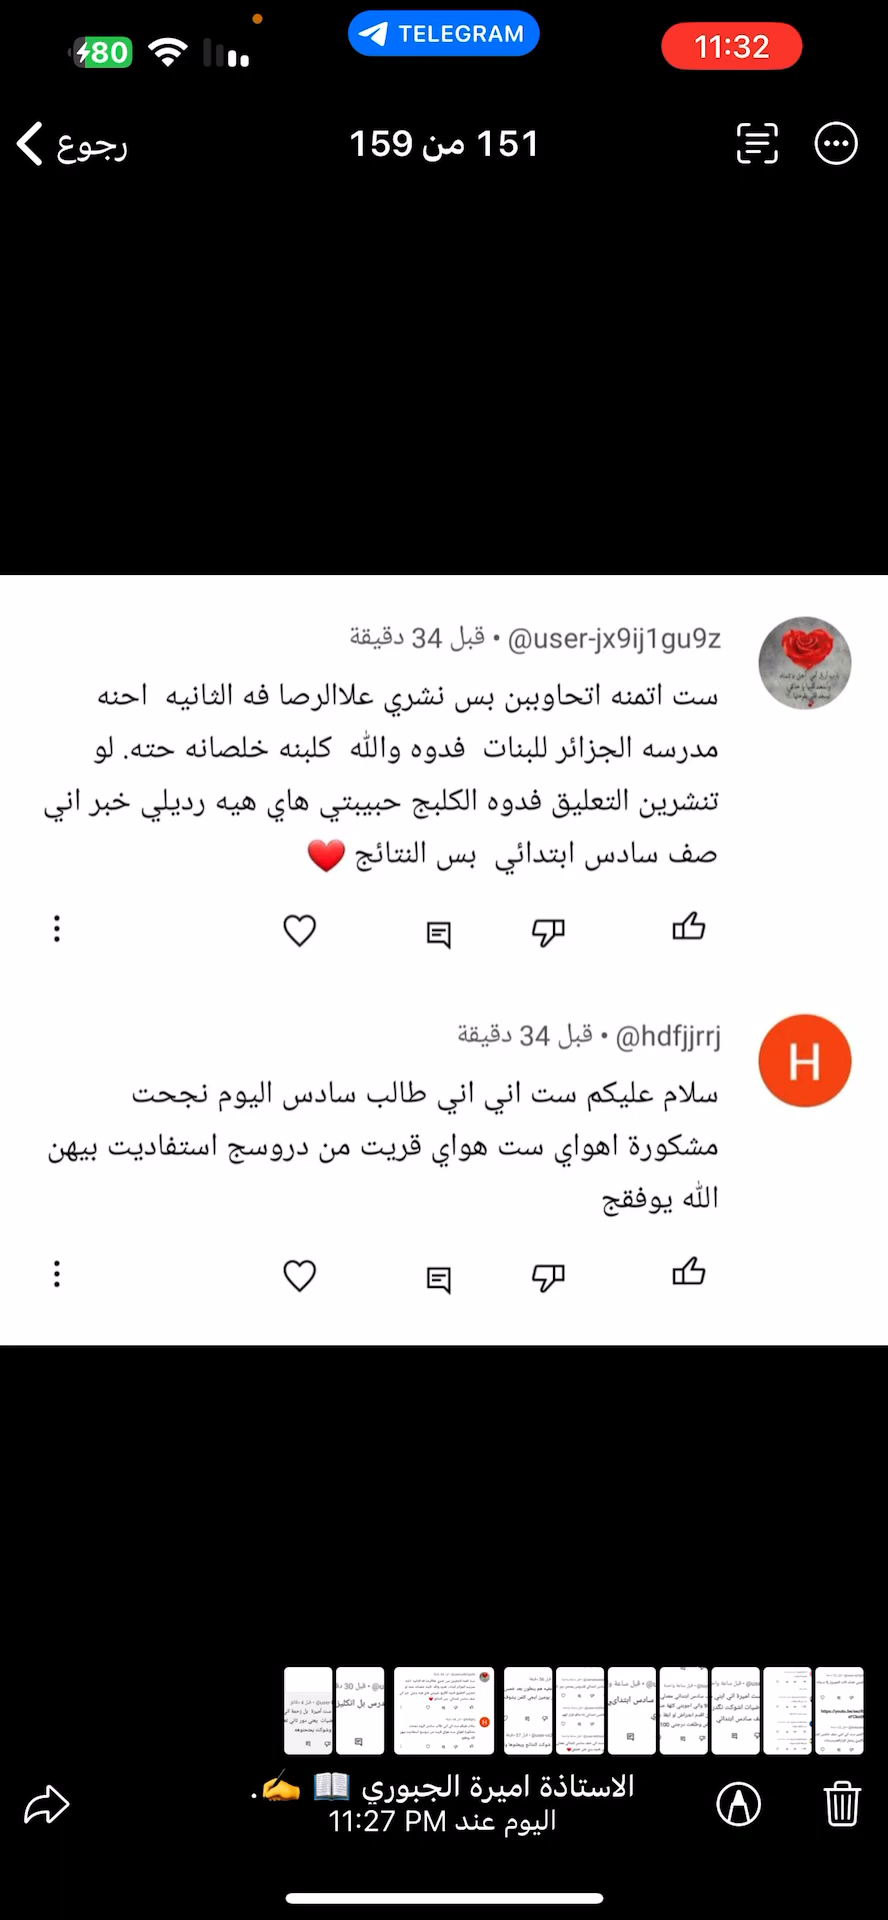 80
TELEGRAM
11:32
رجوع
151 من 159
@user-jx9ij1gu9z • قبل 34 دقيقة
ست اتمنه اتحاوببن بس نشري علاالرصا فه الثانيه احنه
مدرسه الجزائر للبنات فدوه والله كلبنه خلصانه حته. لو
تنشرين التعليق فدوه الكلبج حبيبتي هاي هيه رديلي خبر اني
صف سادس ابتدائي بس النتائج ❤️
@hdfjjrrj • قبل 34 دقيقة
H
سلام عليكم ست اني اني طالب سادس اليوم نجحت
مشكورة اهواي ست هواي قريت من دروسج استفاديت بيهن
الله يوفقج
الاستاذة اميرة الجبوري 📖 ✍️.
اليوم عند 11:27 PM